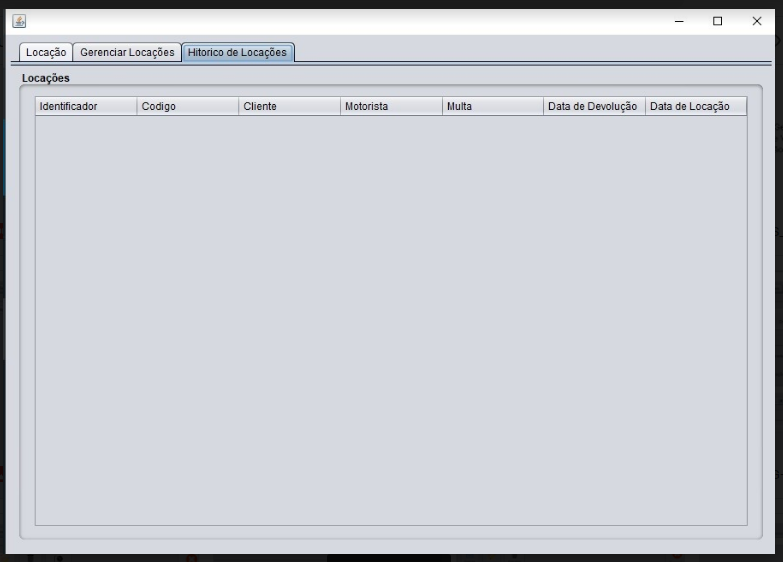 Locação Gerenciar Locações Hitorico de Locações
Locações
Identificador Codigo Cliente Motorista Multa Data de Devolução Data de Locação